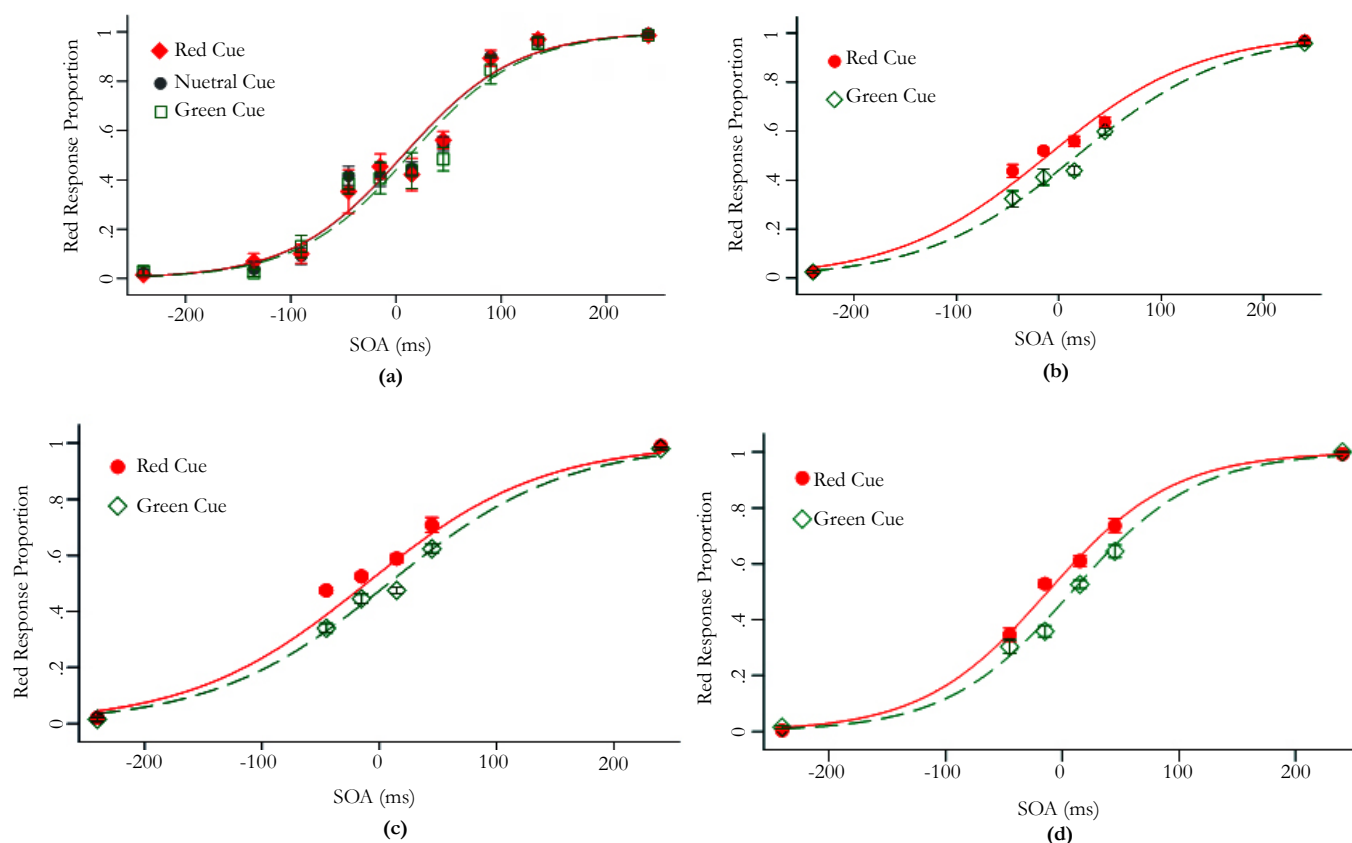 Red Response Proportion
1
.8
.6
.4
.2
0
Red Cue
Nuetral Cue
Green Cue
-200
-100
0
100
200
SOA (ms)
(a)
Red Response Proportion
1
.8
.6
.4
.2
0
Red Cue
Green Cue
-200
-100
0
100
200
SOA (ms)
(b)
Red Response Proportion
1
.8
.6
.4
.2
0
Red Cue
Green Cue
-200
-100
0
100
200
SOA (ms)
(c)
Red Response Proportion
1
.8
.6
.4
.2
0
Red Cue
Green Cue
-200
-100
0
100
200
SOA (ms)
(d)